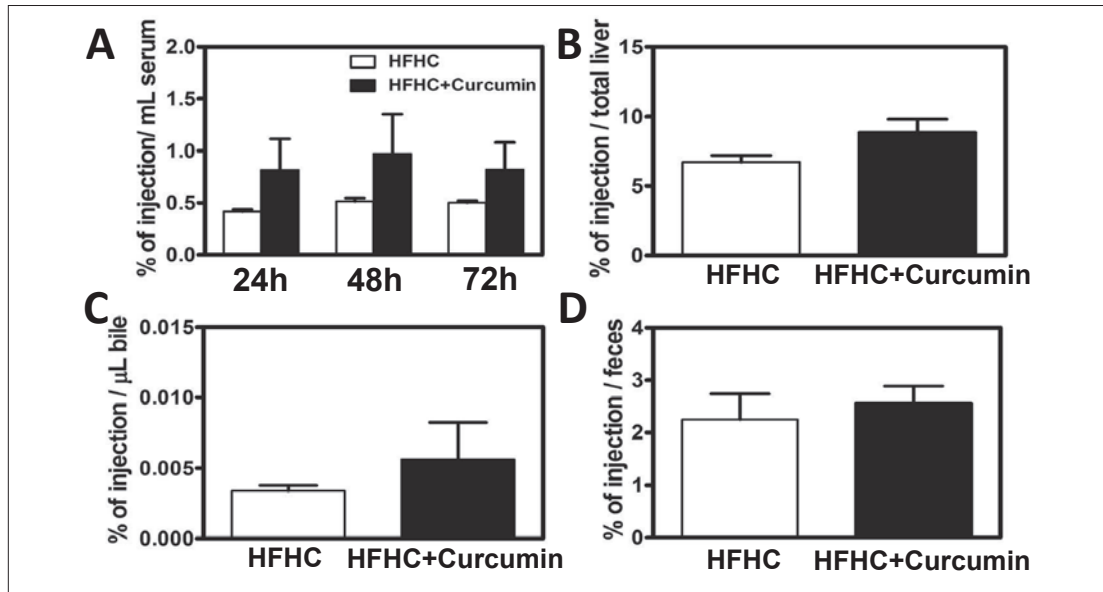 A
% of injection/ mL serum
2.0
1.5
1.0
0.5
0.0
HFHC
HFHC+Curcumin
24h 48h 72h
B
% of injection / total liver
15
10
5
0
HFHC HFHC+Curcumin
C
% of injection / μL bile
0.015
0.010
0.005
0.000
HFHC HFHC+Curcumin
D
% of injection / feces
4
3
2
1
0
HFHC HFHC+Curcumin